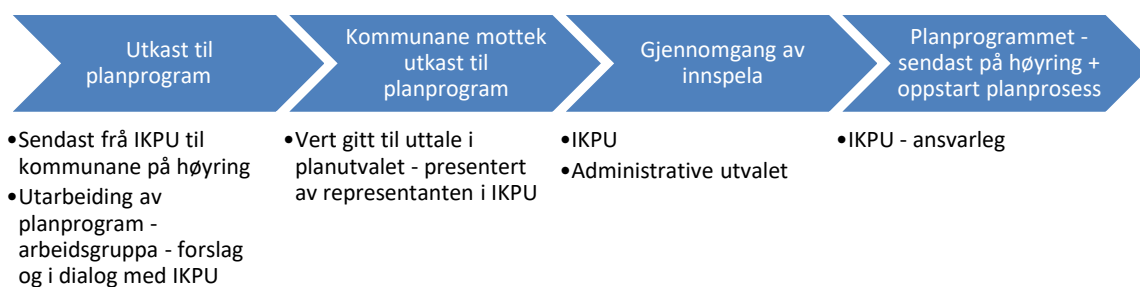 Utkast til
planprogram
•Sendast frå IKPU til
kommunane på høyring
•Utarbeiding av
planprogram -
arbeidsgruppa - forslag
og i dialog med IKPU
Kommunane mottek
utkast til
planprogram
•Vert gitt til uttale i
planutvalet - presentert
av representanten i IKPU
Gjennomgang av
innspela
•IKPU
•Administrative utvalet
Planprogrammet -
sendast på høyring +
oppstart planprosess
•IKPU - ansvarleg